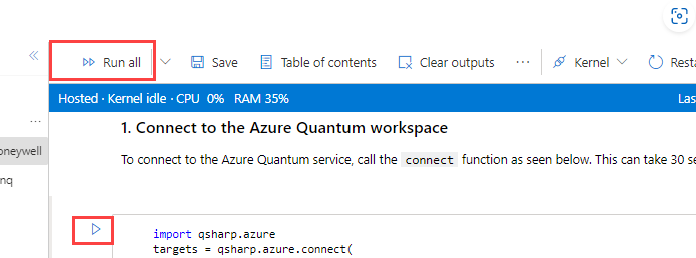 Run all Save Table of contents Clear outputs ... Kernel Resta
Hosted · Kernel idle · CPU 0% RAM 35% Las
...
1. Connect to the Azure Quantum workspace
oneywell
To connect to the Azure Quantum service, call the connect function as seen below. This can take 30 se
nq
import qsharp.azure
targets = qsharp.azure.connect(